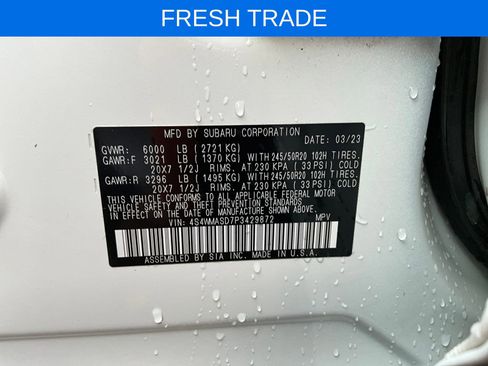 FRESH TRADE
MFD BY SUBARU CORPORATION DATE: 03/23
GVWR: 6000 LB ( 2721 KG)
GAWR:F 3021 LB ( 1370 KG) WITH 245/50R20 102H TIRES.
20X7 1/2J RIMS. AT 230 KPA ( 33 PSI) COLD
GAWR:R 3296 LB ( 1495 KG) WITH 245/50R20 102H TIRES.
20X7 1/2J RIMS. AT 230 KPA ( 33 PSI) COLD
THIS VEHICLE CONFORMS TO ALL APPLICABLE FEDERAL MOTOR
VEHICLE SAFETY STANDARDS IN EFFECT ON THE DATE OF
MANUFACTURE SHOWN ABOVE.
VIN: 4S4WMASD7P3429872 MPV
ASSEMBLED BY SIA INC. MADE IN U.S.A.